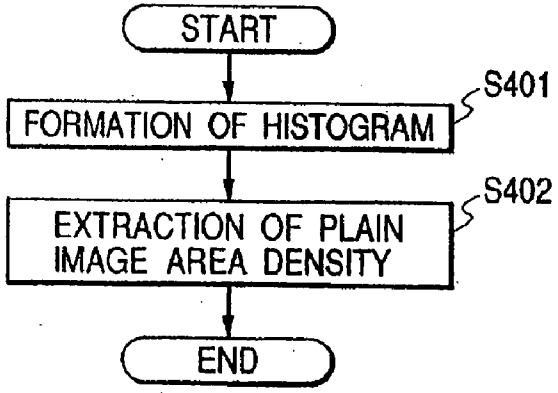 START
S401
FORMATION OF HISTOGRAM
S402
EXTRACTION OF PLAIN
IMAGE AREA DENSITY
END